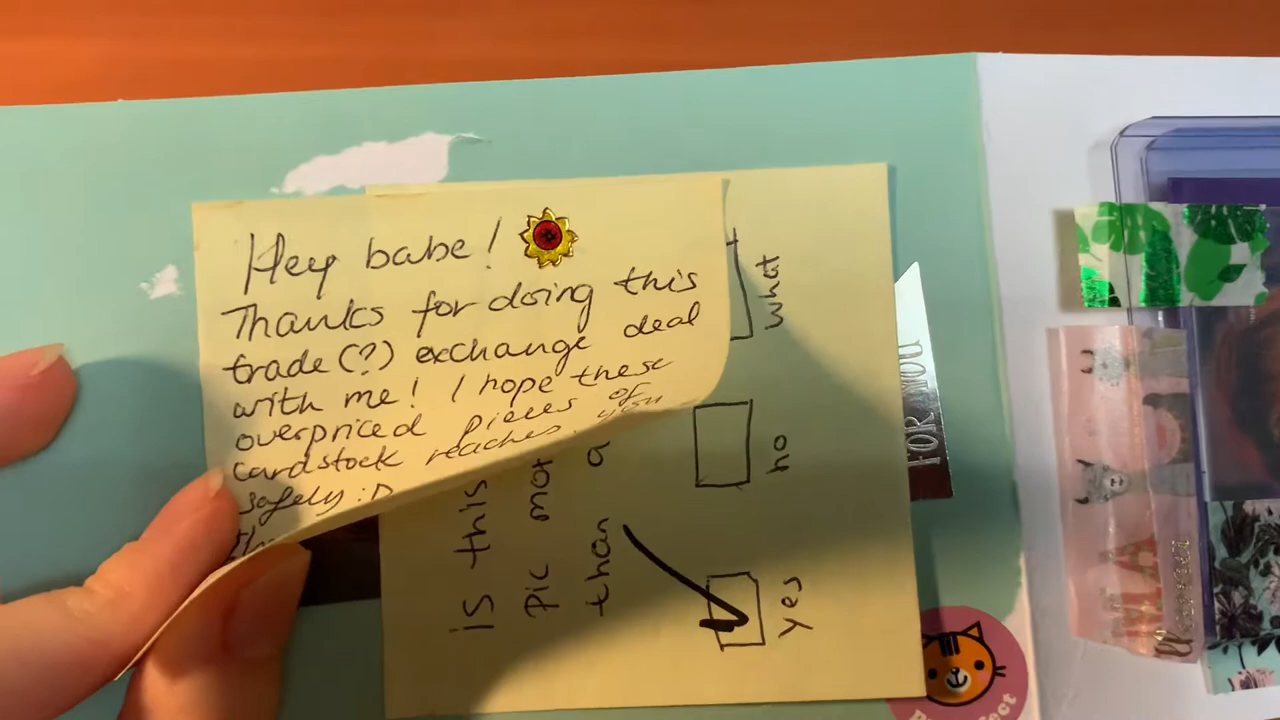 Hey babe!
Thanks for doing this
trade(?) exchange deal
with me! I hope these
overpriced pieces of
cardstock reaches you
safely :D
is this
pic
than a
what
no
yes
FOR YOU